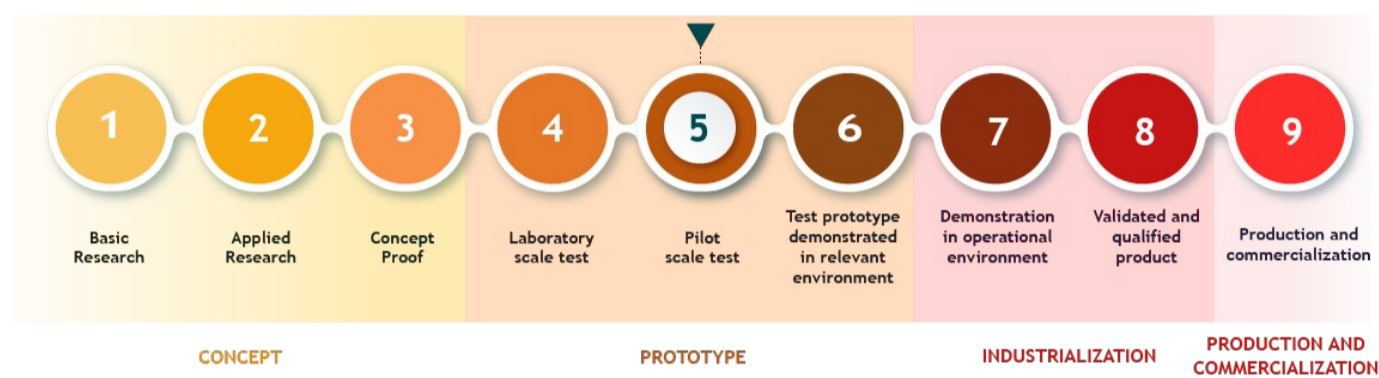 1
2
3
4
5
6
7
8
9
Basic
Research
Applied
Research
Concept
Proof
Laboratory
scale test
Pilot
scale test
Test prototype
demonstrated
in relevant
environment
Demonstration
in operational
environment
Validated and
qualified
product
Production and
commercialization
CONCEPT
PROTOTYPE
INDUSTRIALIZATION
PRODUCTION AND
COMMERCIALIZATION